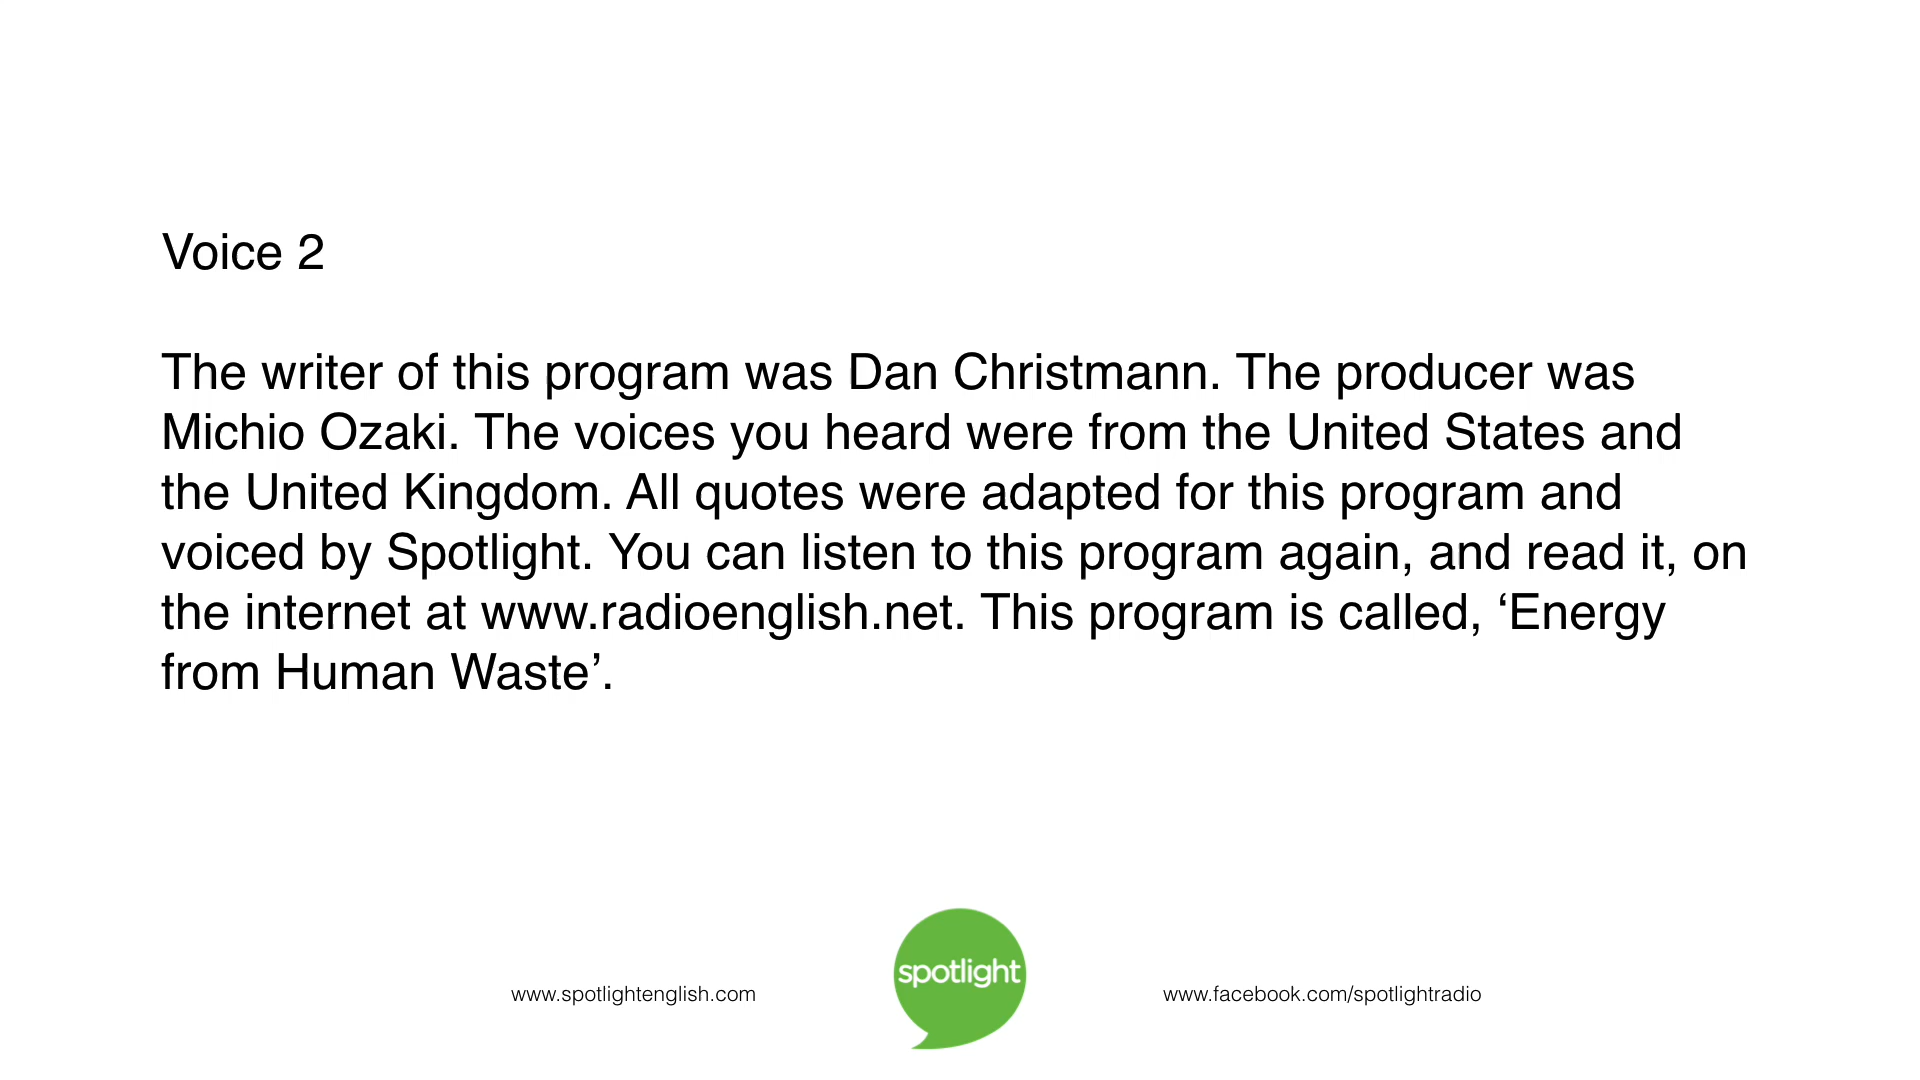 Voice 2
The writer of this program was Dan Christmann. The producer was
Michio Ozaki. The voices you heard were from the United States and
the United Kingdom. All quotes were adapted for this program and
voiced by Spotlight. You can listen to this program again, and read it, on
the internet at www.radioenglish.net. This program is called, ‘Energy
from Human Waste’.
www.spotlightenglish.com
spotlight
www.facebook.com/spotlightradio